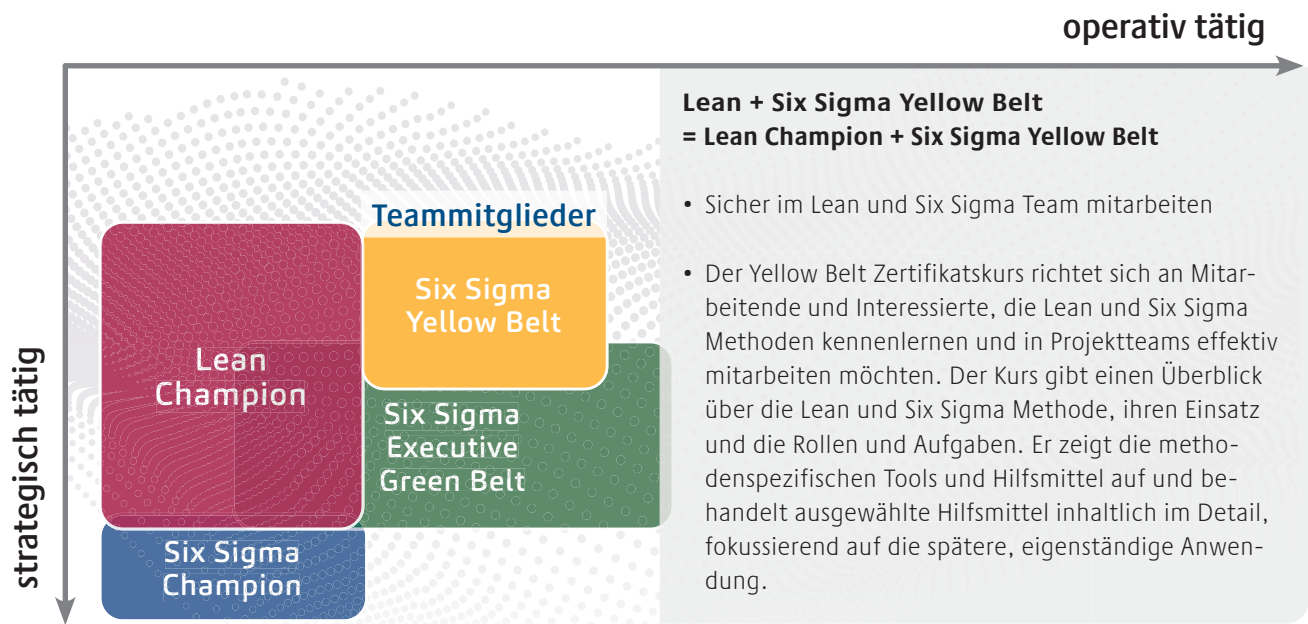 operativ tätig
strategisch tätig
Teammitglieder
Six Sigma
Yellow Belt
Lean
Champion
Six Sigma
Executive
Green Belt
Six Sigma
Champion
Lean + Six Sigma Yellow Belt
= Lean Champion + Six Sigma Yellow Belt
• Sicher im Lean und Six Sigma Team mitarbeiten
• Der Yellow Belt Zertifikatskurs richtet sich an Mitar-
beitende und Interessierte, die Lean und Six Sigma
Methoden kennenlernen und in Projektteams effektiv
mitarbeiten möchten. Der Kurs gibt einen Überblick
über die Lean und Six Sigma Methode, ihren Einsatz
und die Rollen und Aufgaben. Er zeigt die metho-
denspezifischen Tools und Hilfsmittel auf und be-
handelt ausgewählte Hilfsmittel inhaltlich im Detail,
fokussierend auf die spätere, eigenständige Anwen-
dung.